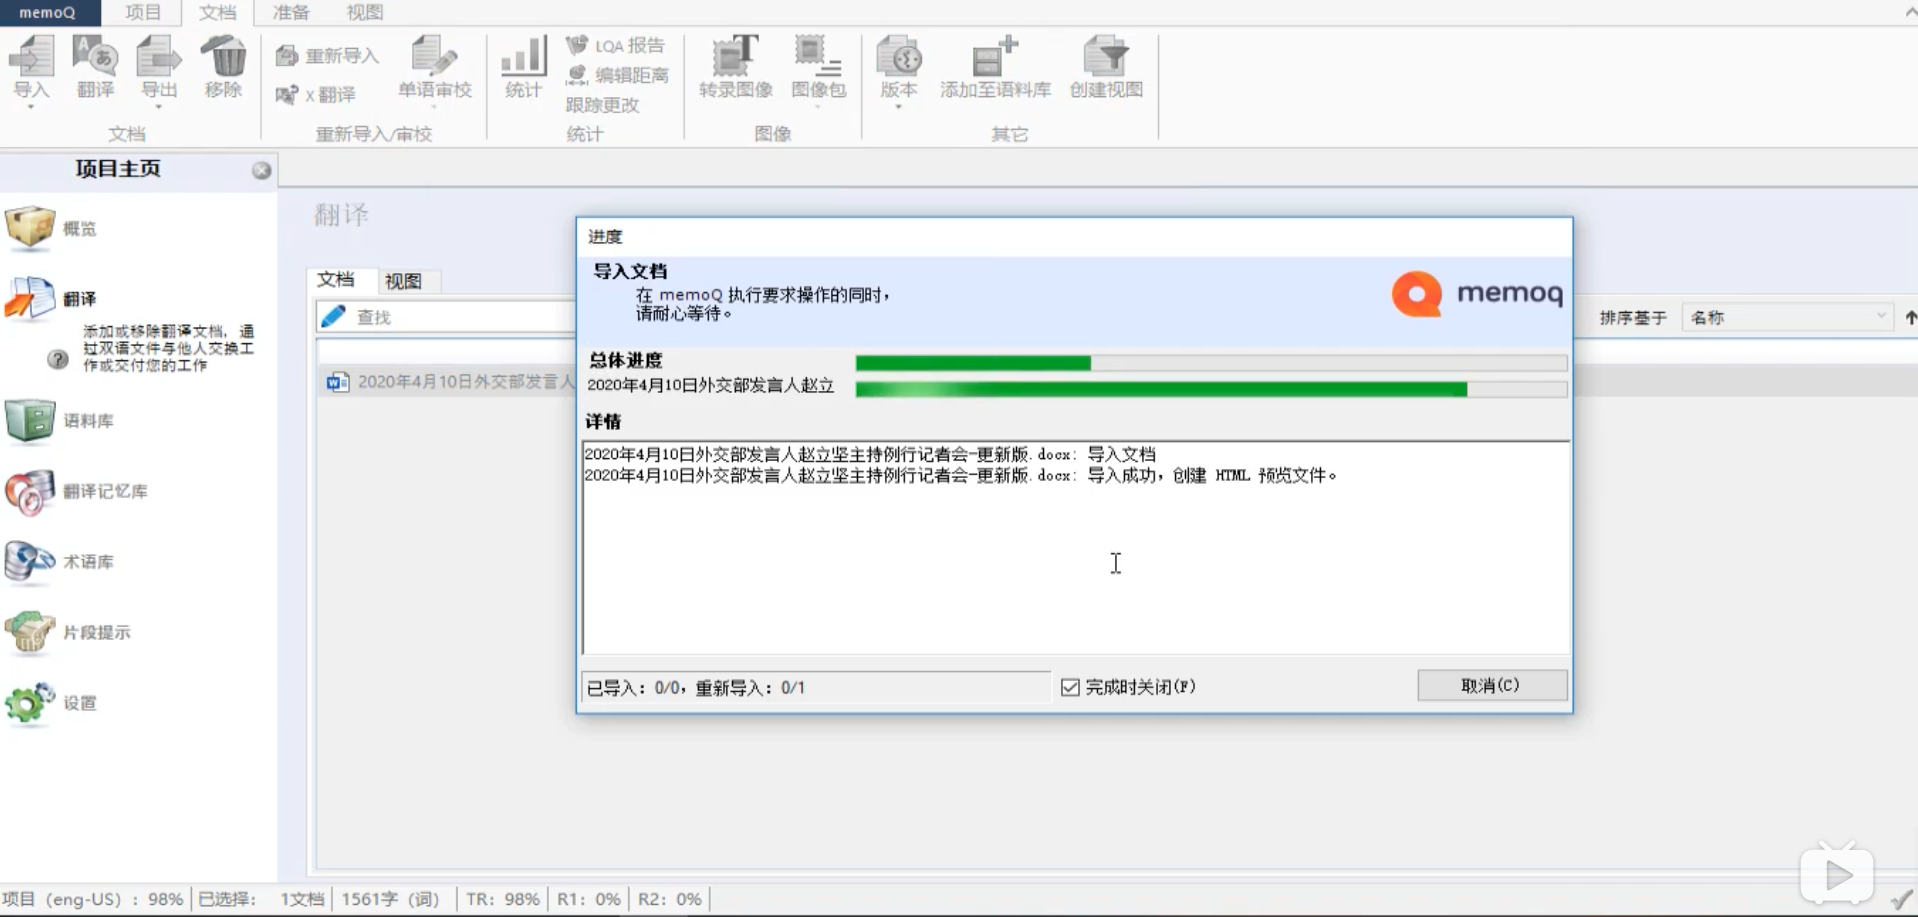 memoQ 项目 文档 准备 视图
导入 翻译 导出 移除
重新导入
X 翻译
单语审校
统计
LQA 报告
编辑距离
跟踪更改
转录图像 图像包
版本 添加至语料库 创建视图
文档 重新导入/审校 统计 图像 其它
项目主页
概览
翻译
添加或移除翻译文档，通
过双语文件与他人交换工
作或交付您的工作
语料库
翻译记忆库
术语库
片段提示
设置
翻译
文档 视图
查找
排序基于 名称
2020年4月10日外交部发言人
进度
导入文档
在 memoQ 执行要求操作的同时，
请耐心等待。
memoq
总体进度
2020年4月10日外交部发言人赵立
详情
2020年4月10日外交部发言人赵立坚主持例行记者会-更新版.docx: 导入文档
2020年4月10日外交部发言人赵立坚主持例行记者会-更新版.docx: 导入成功，创建 HTML 预览文件。
已导入：0/0，重新导入：0/1
完成时关闭(F)
取消(C)
项目 (eng-US) : 98% 已选择: 1文档 1561字 (词) TR: 98% R1: 0% R2: 0%